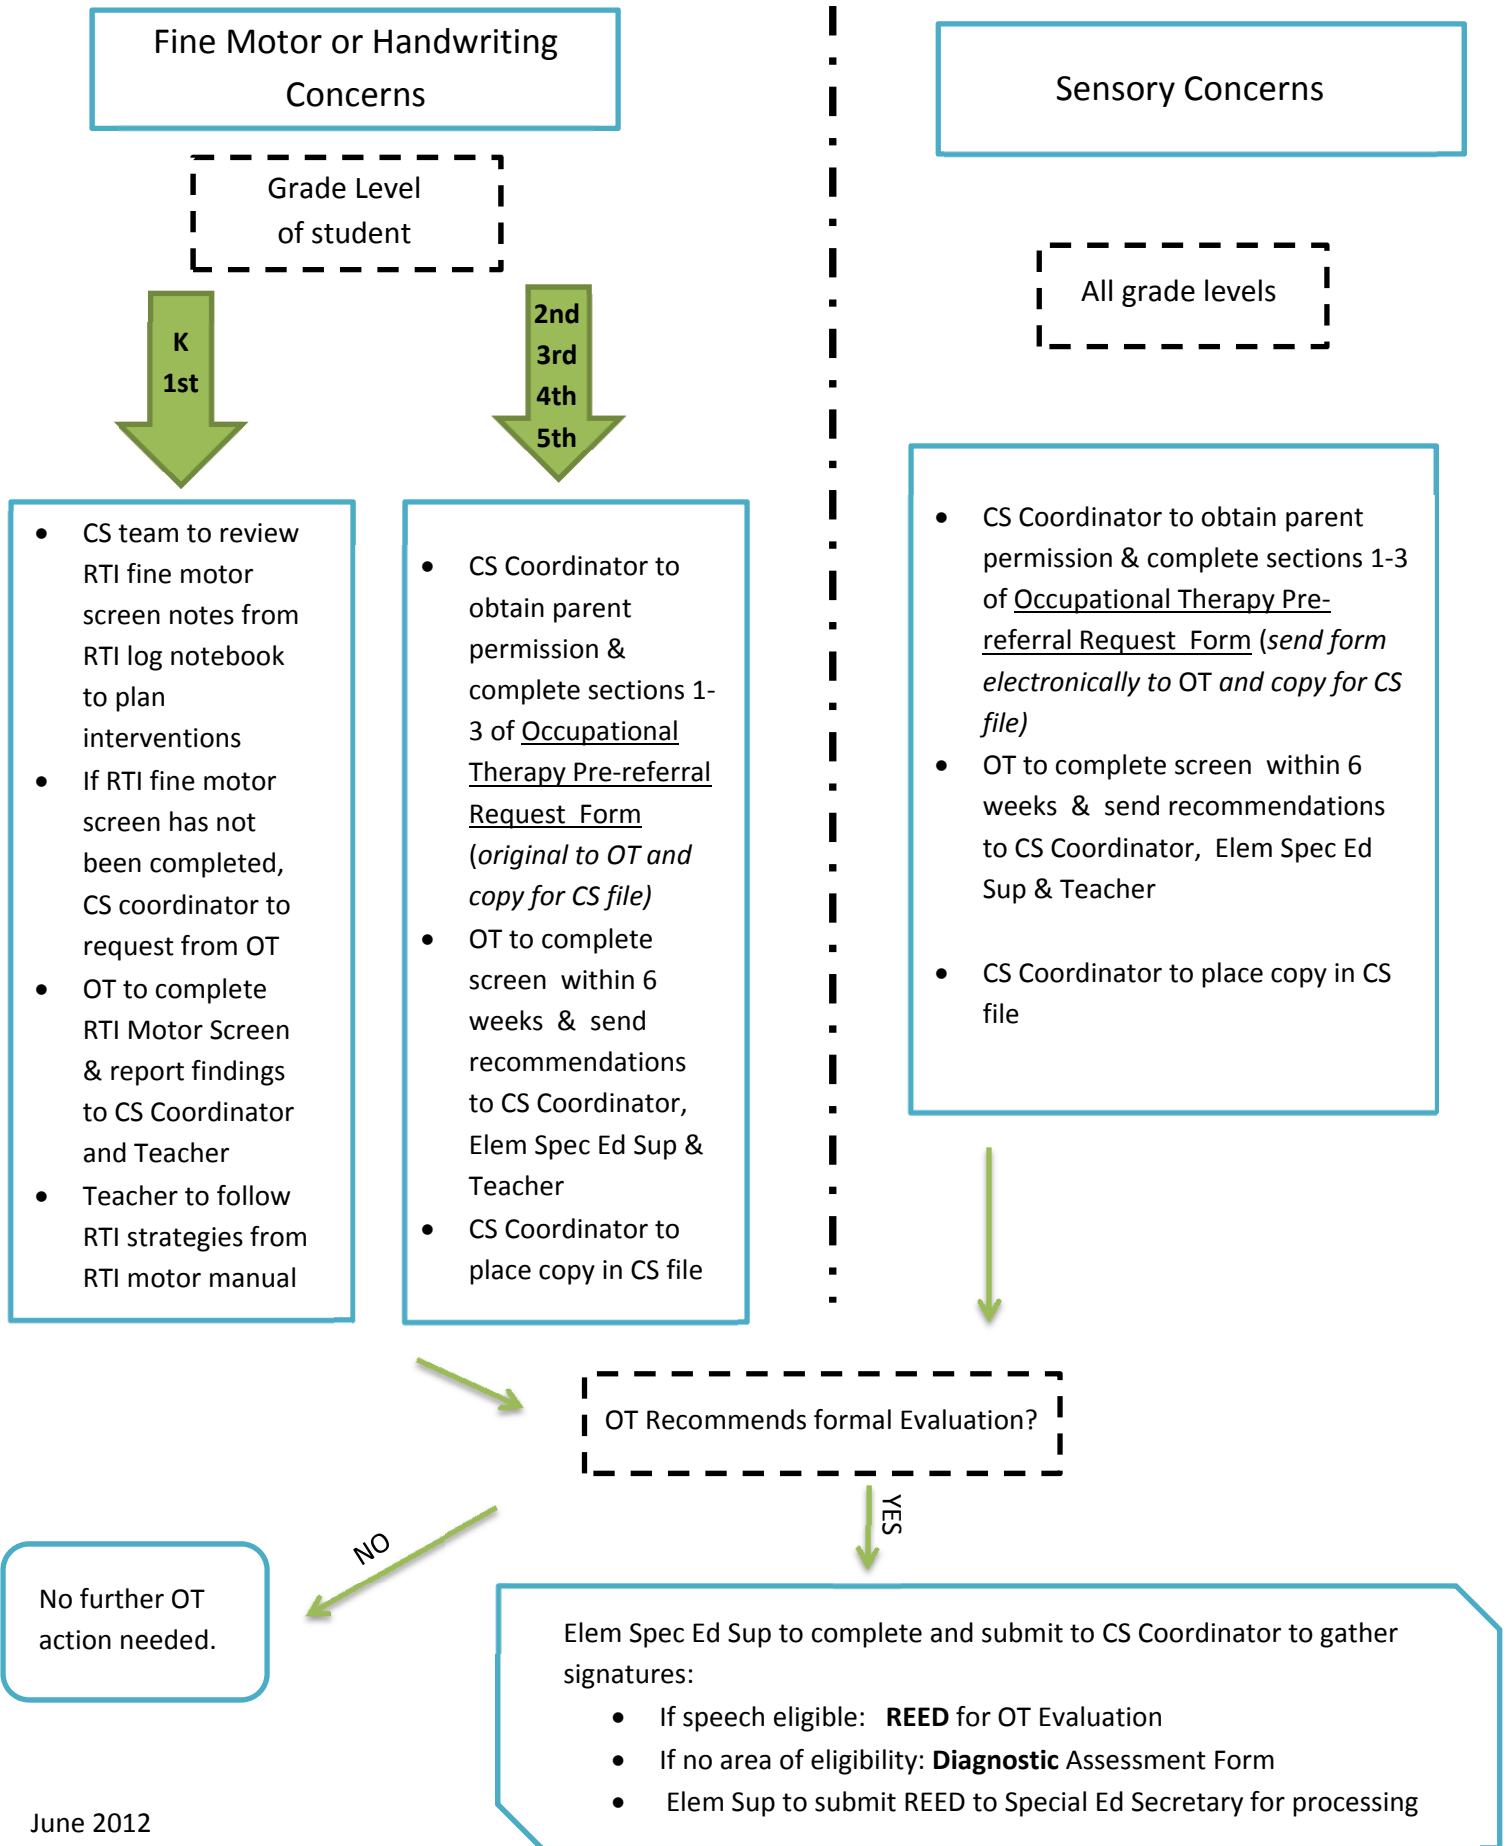 Fine Motor or Handwriting
Concerns
Grade Level
of student
K
1st
2nd
3rd
4th
5th
• CS team to review
RTI fine motor
screen notes from
RTI log notebook
to plan
interventions
• If RTI fine motor
screen has not
been completed,
CS coordinator to
request from OT
• OT to complete
RTI Motor Screen
& report findings
to CS Coordinator
and Teacher
• Teacher to follow
RTI strategies from
RTI motor manual
• CS Coordinator to
obtain parent
permission &
complete sections 1-
3 of Occupational
Therapy Pre-referral
Request Form
(original to OT and
copy for CS file)
• OT to complete
screen within 6
weeks & send
recommendations
to CS Coordinator,
Elem Spec Ed Sup &
Teacher
• CS Coordinator to
place copy in CS file
Sensory Concerns
All grade levels
• CS Coordinator to obtain parent
permission & complete sections 1-3
of Occupational Therapy Pre-
referral Request Form (send form
electronically to OT and copy for CS
file)
• OT to complete screen within 6
weeks & send recommendations
to CS Coordinator, Elem Spec Ed
Sup & Teacher
• CS Coordinator to place copy in CS
file
OT Recommends formal Evaluation?
NO
YES
No further OT
action needed.
Elem Spec Ed Sup to complete and submit to CS Coordinator to gather
signatures:
• If speech eligible: REED for OT Evaluation
• If no area of eligibility: Diagnostic Assessment Form
• Elem Sup to submit REED to Special Ed Secretary for processing
June 2012